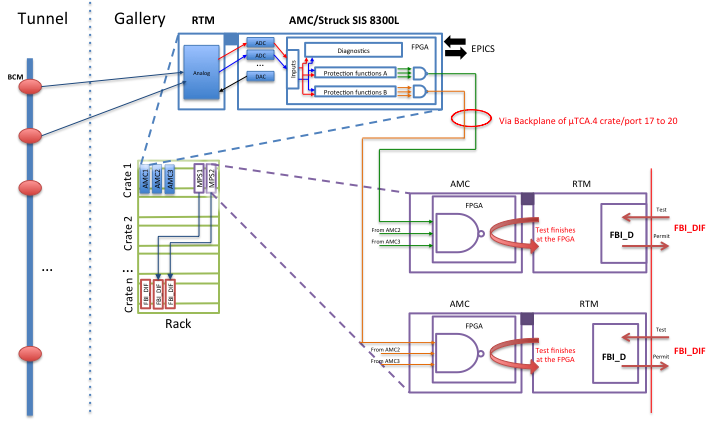 Tunnel
Gallery
RTM
AMC/Struck SIS 8300L
BCM
Analog
ADC
ADC
...
DAC
Inputs
Diagnostics
FPGA
Protection functions A
Protection functions B
EPICS
Via Backplane of μTCA.4 crate/port 17 to 20
Crate 1
AMC1
AMC2
AMC3
MPS1
MPS2
Crate 2
...
Crate n
FBI_DIF
FBI_DIF
FBI_DIF
Rack
...
AMC
RTM
FPGA
From AMC2
From AMC3
Test finishes
at the FPGA
FBI_D
Test
Permit
FBI_DIF
AMC
RTM
FPGA
From AMC2
From AMC3
Test finishes
at the FPGA
FBI_D
Test
Permit
FBI_DIF